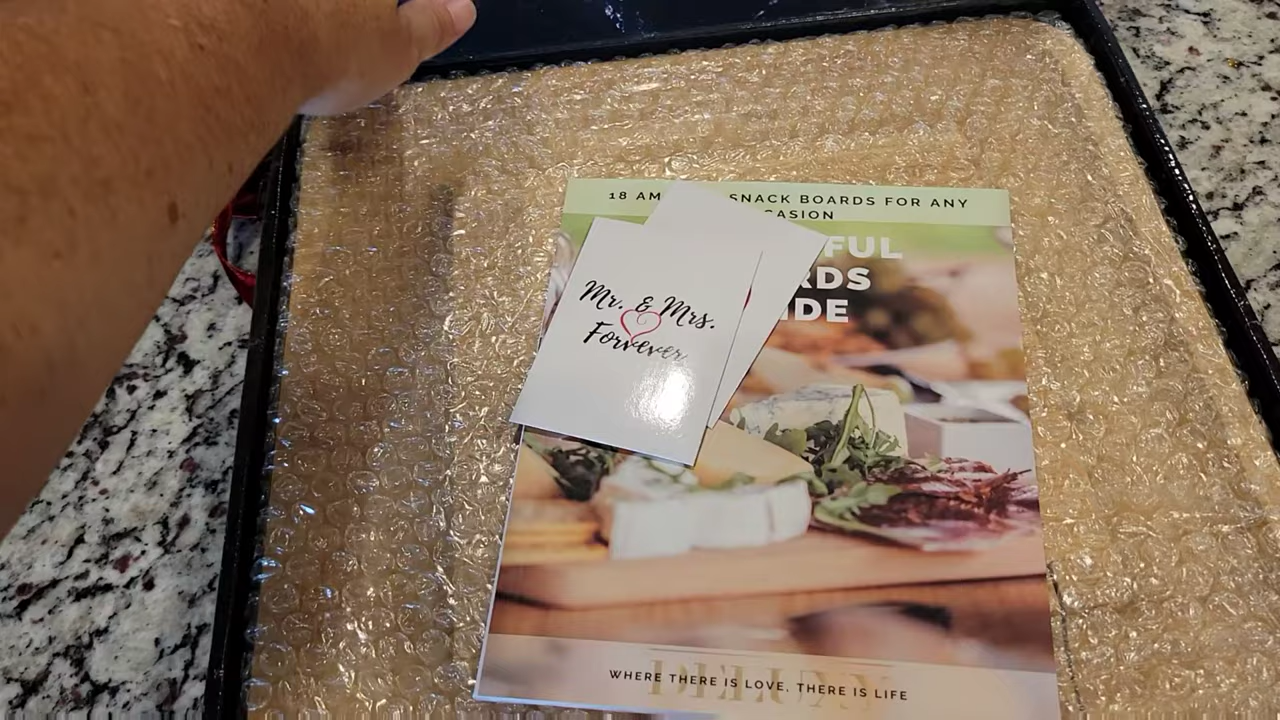 18 AM SNACK BOARDS FOR ANY
CASION
FUL
RDS
IDE
Mr. & Mrs.
Forvever
WHERE THERE IS LOVE, THERE IS LIFE